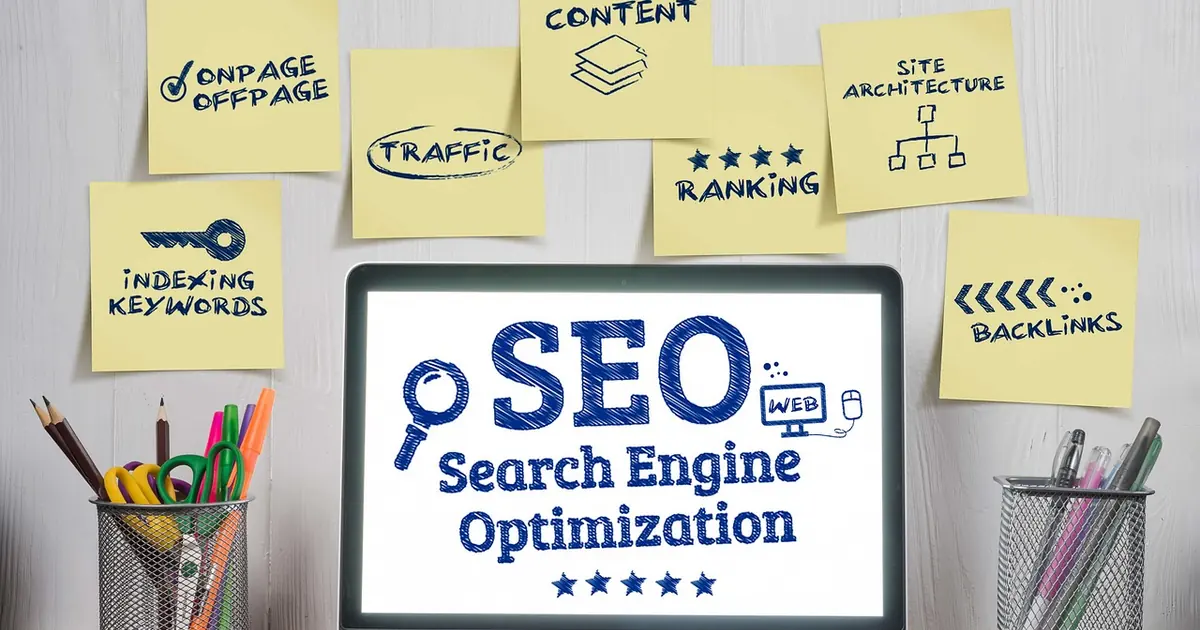 CONTENT
ONPAGE
OFFPAGE
TRAFFiC
RANKiNG
SiTE
ARCHiTECTURE
iNDEXiNG
KEYWORDS
BACKLiNKS
SEO
WEB
Search Engine
Optimization